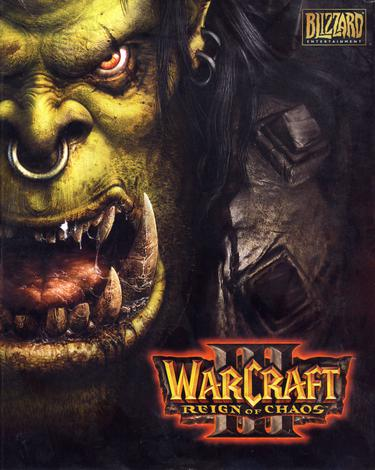 BLIZZARD
ENTERTAINMENT
III
WARCRAFT
REIGN OF CHAOS